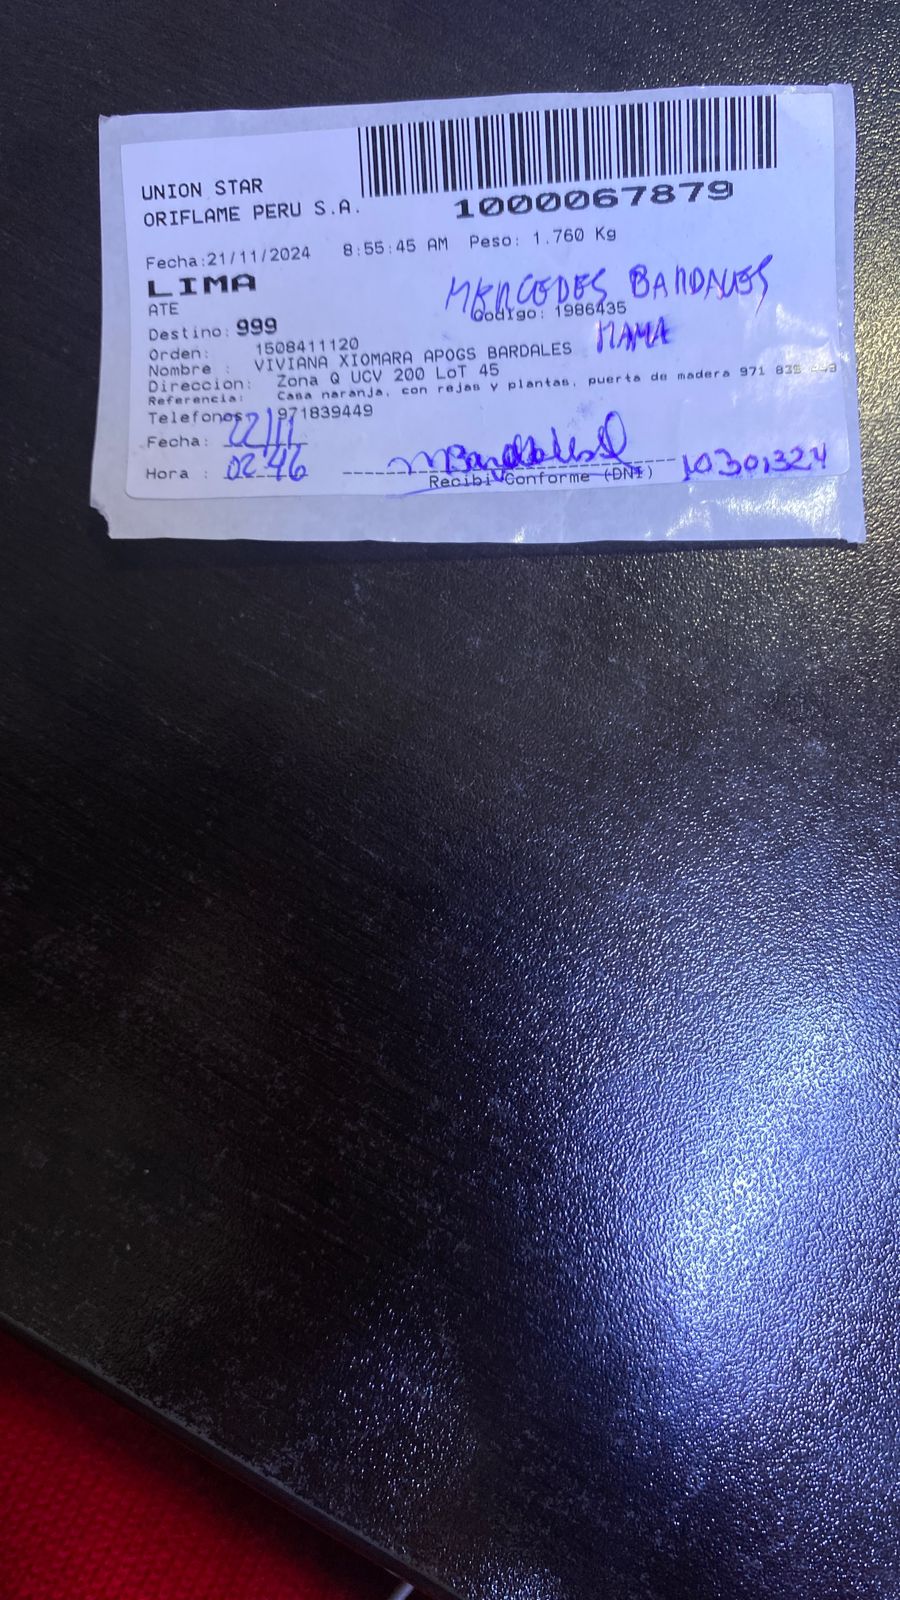 1000067879
UNION STAR
ORIFLAME PERU S.A.
Fecha:21/11/2024 8:55:45 AM Peso: 1.760 Kg
LIMA
MERCEDES BARDALES
ATE
Codigo: 1986435
Destino: 999
MAMA
Orden: 1508411120
Nombre : VIVIANA XIOMARA APOGS BARDALES
Direccion: Zona Q UCV 200 LoT 45
Referencia: Casa naranja, con rejas y plantas, puerta de madera 971 839
Telefonos: 971839449
Fecha: 22/11
Hora : 02:46
Recibi Conforme (DNI)
10301324